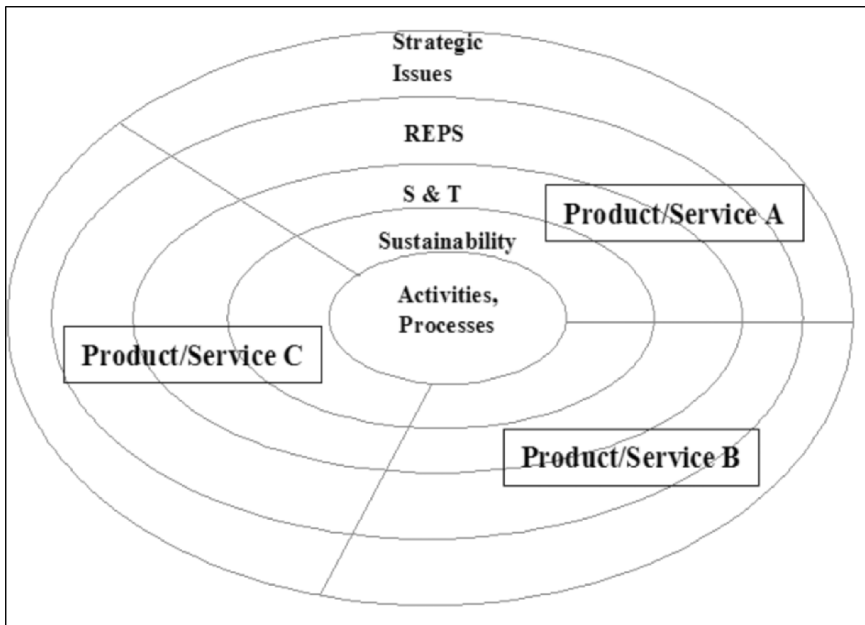 Strategic
Issues
REPS
S & T
Product/Service A
Sustainability
Activities,
Processes
Product/Service C
Product/Service B